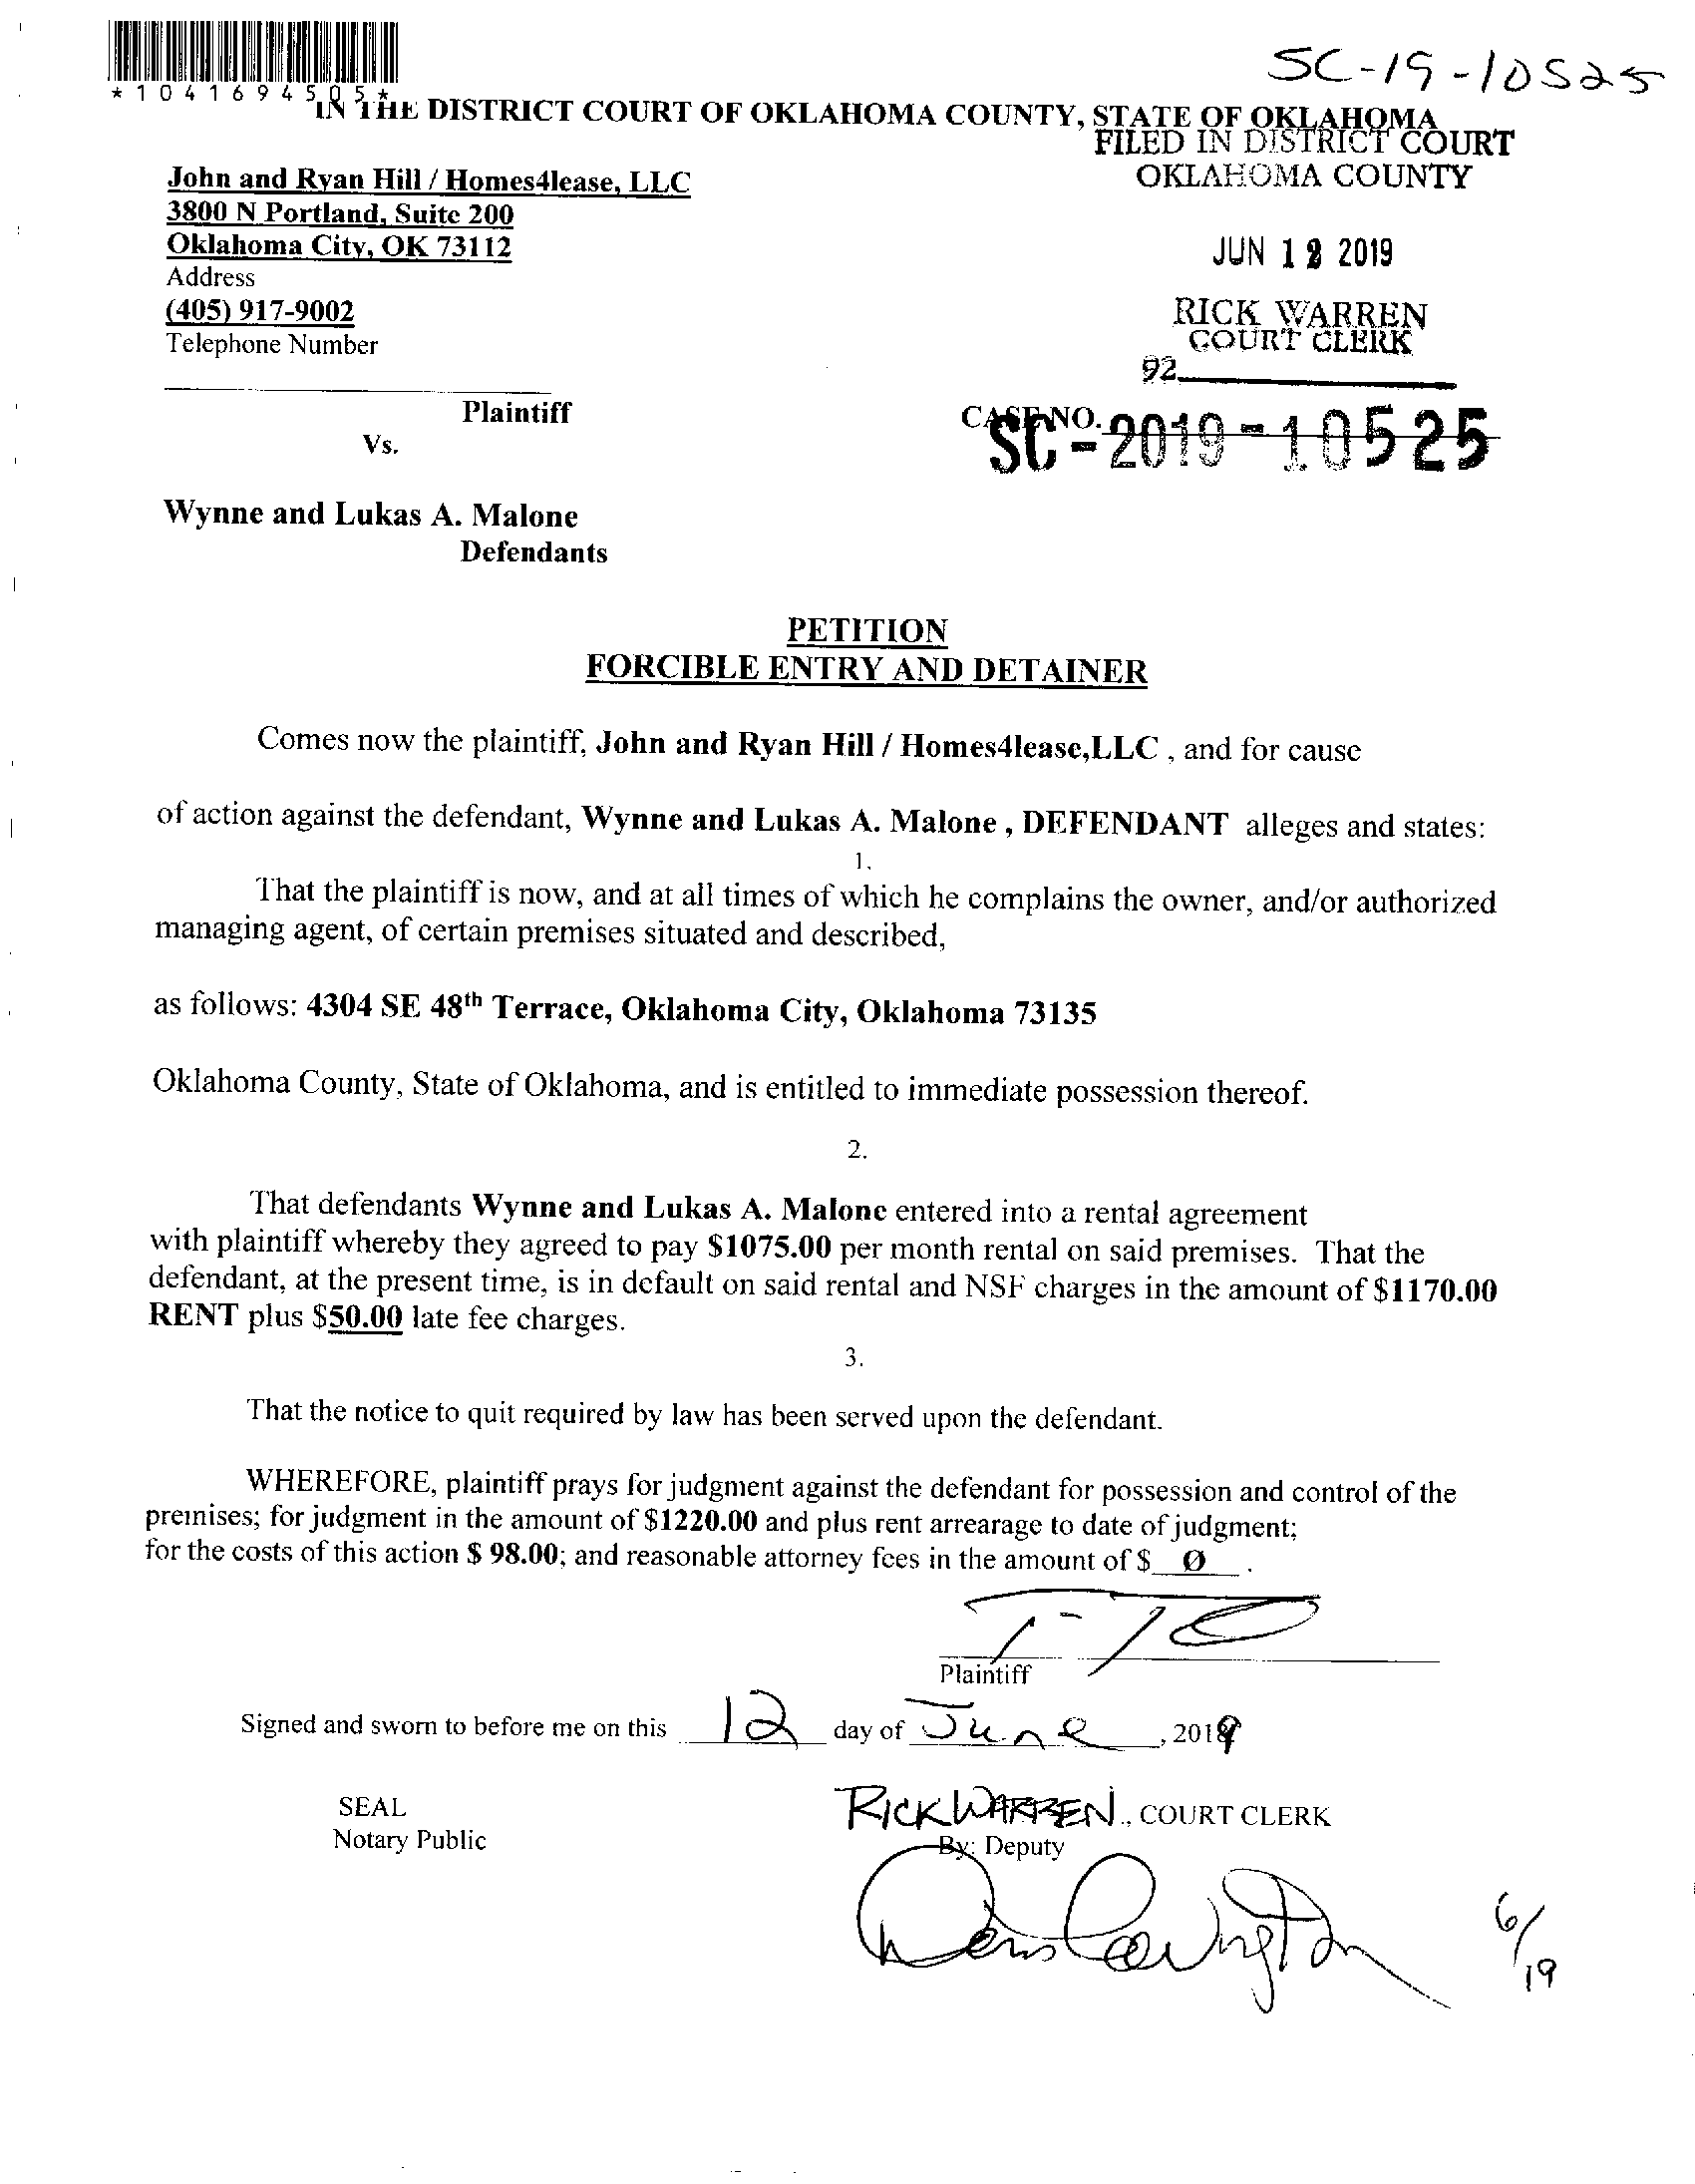 SC-19-10525
*1041694505*
IN THE DISTRICT COURT OF OKLAHOMA COUNTY, STATE OF OKLAHOMA
FILED IN DISTRICT COURT
OKLAHOMA COUNTY
John and Ryan Hill / Homes4lease, LLC
3800 N Portland, Suite 200
Oklahoma City, OK 73112
JUN 12 2019
Address
(405) 917-9002
RICK WARREN
Telephone Number
COURT CLERK
92
Plaintiff
CASE NO.
SC-2019-10525
Vs.
Wynne and Lukas A. Malone
Defendants
PETITION
FORCIBLE ENTRY AND DETAINER
Comes now the plaintiff, John and Ryan Hill / Homes4lease,LLC , and for cause
of action against the defendant, Wynne and Lukas A. Malone , DEFENDANT alleges and states:
1.
That the plaintiff is now, and at all times of which he complains the owner, and/or authorized
managing agent, of certain premises situated and described,
as follows: 4304 SE 48th Terrace, Oklahoma City, Oklahoma 73135
Oklahoma County, State of Oklahoma, and is entitled to immediate possession thereof.
2.
That defendants Wynne and Lukas A. Malone entered into a rental agreement
with plaintiff whereby they agreed to pay $1075.00 per month rental on said premises. That the
defendant, at the present time, is in default on said rental and NSF charges in the amount of $1170.00
RENT plus $50.00 late fee charges.
3.
That the notice to quit required by law has been served upon the defendant.
WHEREFORE, plaintiff prays for judgment against the defendant for possession and control of the
premises; for judgment in the amount of $1220.00 and plus rent arrearage to date of judgment;
for the costs of this action $ 98.00; and reasonable attorney fees in the amount of $ Ø .
Plaintiff
Signed and sworn to before me on this 12 day of June, 2019
SEAL
RICK WARREN., COURT CLERK
Notary Public
By: Deputy
6/19